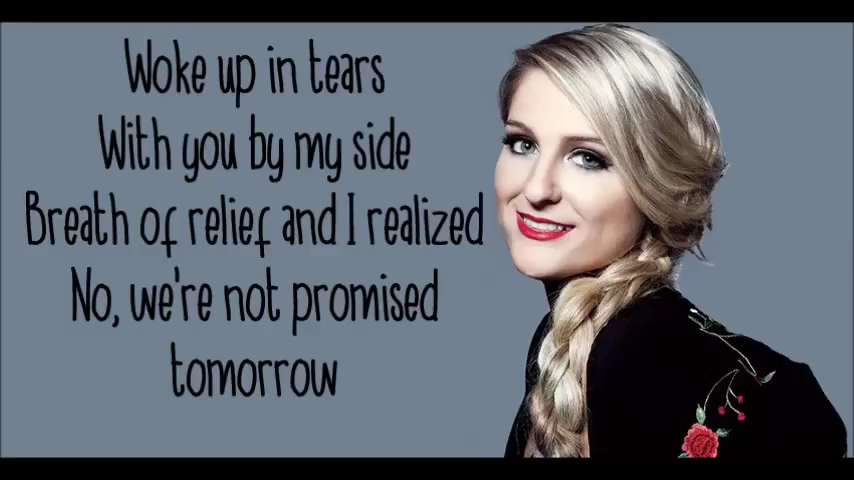 Woke up in tears
With you by my side
Breath of relief and I realized
No, we're not promised
tomorrow